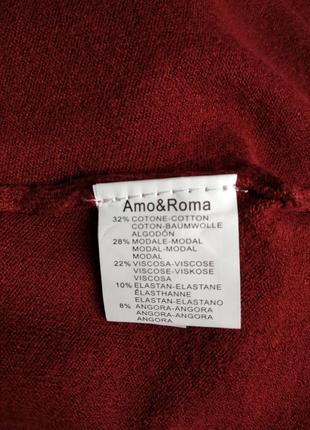 Amo&Roma
32% COTONE-COTTON
COTON-BAUMWOLLE
ALGODÓN
28% MODALE-MODAL
MODAL-MODAL
MODAL
22% VISCOSA-VISCOSE
VISCOSE-VISKOSE
VISCOSA
10% ELASTAN-ELASTANE
ÉLASTHANNE
ELASTAN-ELASTANO
8% ANGORA-ANGORA
ANGORA-ANGORA
ANGORA